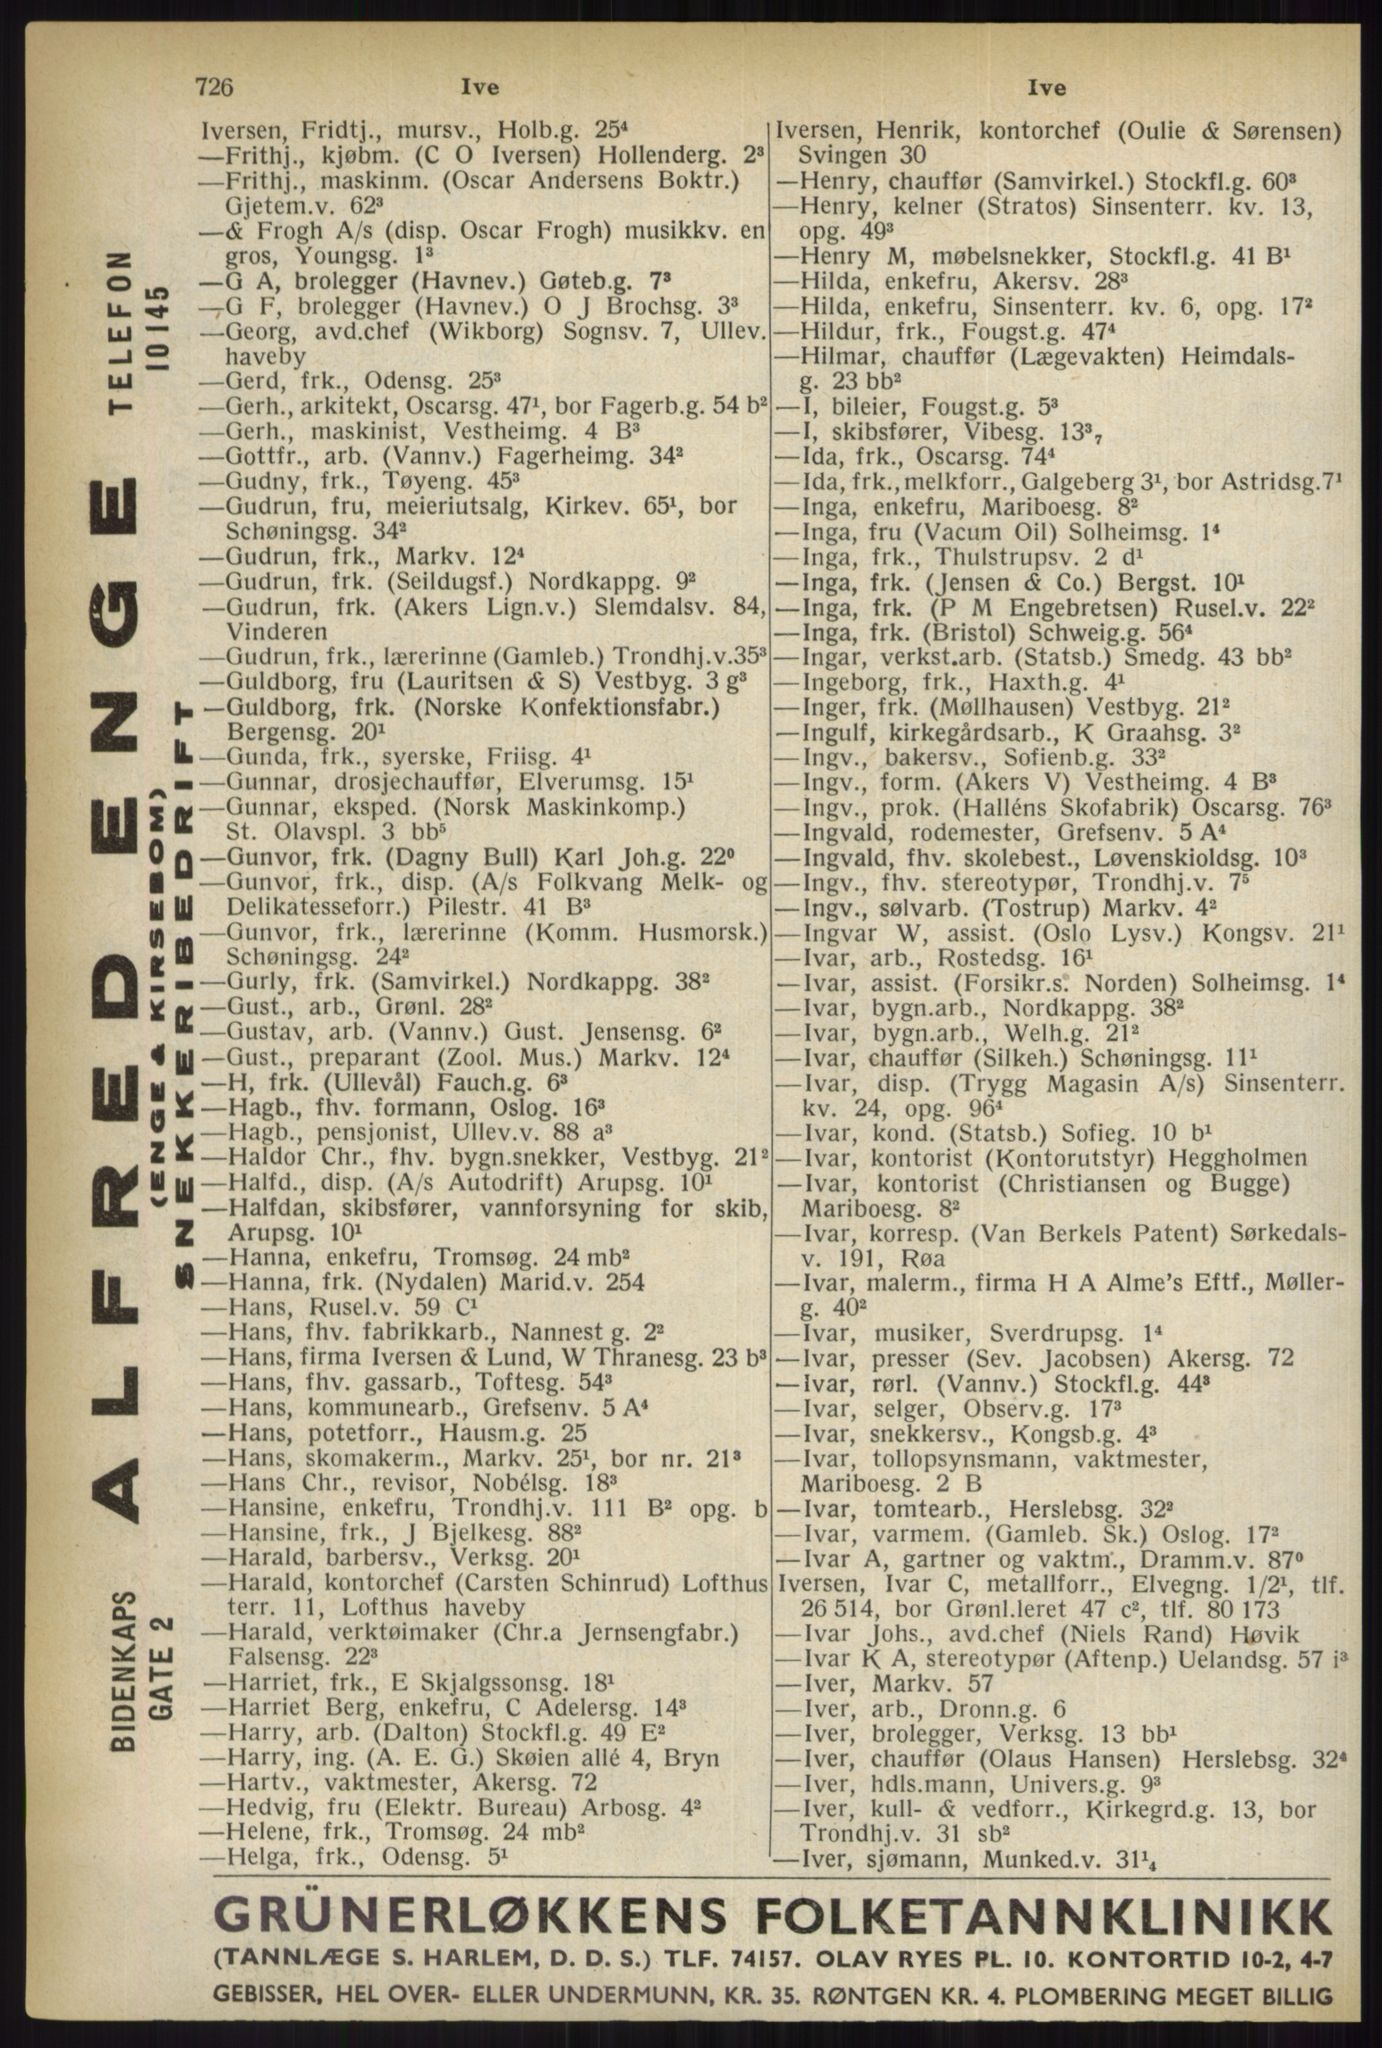 726
Ive
Ive
Iversen, Fridtj., mursv., Holb.g. 25⁴
—Frithj., kjøbm. (C O Iversen) Hollenderg. 2³
—Frithj., maskinm. (Oscar Andersens Boktr.)
Gjetem.v. 62³
—& Frogh A/s (disp. Oscar Frogh) musikkv. en
gros, Youngsg. 1³
—G A, brolegger (Havnev.) Gøteb.g. 7³
—G F, brolegger (Havnev.) O J Brochsg. 3³
—Georg, avd.chef (Wikborg) Sognsv. 7, Ullev.
haveby
—Gerd, frk., Odensg. 25³
—Gerh., arkitekt, Oscarsg. 47¹, bor Fagerb.g. 54 b²
—Gerh., maskinist, Vestheimg. 4 B³
—Gottfr., arb. (Vannv.) Fagerheimg. 34²
—Gudny, frk., Tøyeng. 45³
—Gudrun, fru, meieriutsalg, Kirkev. 65¹, bor
Schøningsg. 34²
—Gudrun, frk., Markv. 12⁴
—Gudrun, frk. (Seildugsf.) Nordkappg. 9²
—Gudrun, frk. (Akers Lign.v.) Slemdalsv. 84,
Vinderen
—Gudrun, frk., lærerinne (Gamleb.) Trondhj.v.35³
—Guldborg, fru (Lauritsen & S) Vestbyg. 3 g³
—Guldborg, frk. (Norske Konfektionsfabr.)
Bergensg. 20¹
—Gunda, frk., syerske, Friisg. 4¹
—Gunnar, drosjechauffør, Elverumsg. 15¹
—Gunnar, eksped. (Norsk Maskinkomp.)
St. Olavspl. 3 bb⁵
—Gunvor, frk. (Dagny Bull) Karl Joh.g. 22⁰
—Gunvor, frk., disp. (A/s Folkvang Melk- og
Delikatesseforr.) Pilestr. 41 B³
—Gunvor, frk., lærerinne (Komm. Husmorsk.)
Schøningsg. 24²
—Gurly, frk. (Samvirkel.) Nordkappg. 38²
—Gust., arb., Grønl. 28²
—Gustav, arb. (Vannv.) Gust. Jensensg. 6²
—Gust., preparant (Zool. Mus.) Markv. 12⁴
—H, frk. (Ullevål) Fauch.g. 6³
—Hagb., fhv. formann, Oslog. 16³
—Hagb., pensjonist, Ullev.v. 88 a³
—Haldor Chr., fhv. bygn.snekker, Vestbyg. 21²
—Halfd., disp. (A/s Autodrift) Arupsg. 10¹
—Halfdan, skibsfører, vannforsyning for skib,
Arupsg. 10¹
—Hanna, enkefru, Tromsøg. 24 mb²
—Hanna, frk. (Nydalen) Marid.v. 254
—Hans, Rusel.v. 59 C¹
—Hans, fhv. fabrikkarb., Nannest g. 2²
—Hans, firma Iversen & Lund, W Thranesg. 23 b³
—Hans, fhv. gassarb., Toftesg. 54³
—Hans, kommunearb., Grefsenv. 5 A⁴
—Hans, potetforr., Hausm.g. 25
—Hans, skomakerm., Markv. 25¹, bor nr. 21³
—Hans Chr., revisor, Nobélsg. 18³
—Hansine, enkefru, Trondhj.v. 111 B² opg. b
—Hansine, frk., J Bjelkesg. 88²
—Harald, barbersv., Verksg. 20¹
—Harald, kontorchef (Carsten Schinrud) Lofthus
terr. 11, Lofthus haveby
—Harald, verktøimaker (Chr.a Jernsengfabr.)
Falsensg. 22³
—Harriet, frk., E Skjalgssonsg. 18¹
—Harriet Berg, enkefru, C Adelersg. 14³
—Harry, arb. (Dalton) Stockfl.g. 49 E²
—Harry, ing. (A. E. G.) Skøien allé 4, Bryn
—Hartv., vaktmester, Akersg. 72
—Hedvig, fru (Elektr. Bureau) Arbosg. 4²
—Helene, frk., Tromsøg. 24 mb²
—Helga, frk., Odensg. 5¹
Iversen, Henrik, kontorchef (Oulie & Sørensen)
Svingen 30
—Henry, chauffør (Samvirkel.) Stockfl.g. 60³
—Henry, kelner (Stratos) Sinsenterr. kv. 13,
opg. 49³
—Henry M, møbelsnekker, Stockfl.g. 41 B¹
—Hilda, enkefru, Akersv. 28³
—Hilda, enkefru, Sinsenterr. kv. 6, opg. 17²
—Hildur, frk., Fougst.g. 47⁴
—Hilmar, chauffør (Lægevakten) Heimdals-
g. 23 bb²
—I, bileier, Fougst.g. 5³
—I, skibsfører, Vibesg. 13³₇
—Ida, frk., Oscarsg. 74⁴
—Ida, frk., melkforr., Galgeberg 3¹, bor Astridsg.7¹
—Inga, enkefru, Mariboesg. 8²
—Inga, fru (Vacum Oil) Solheimsg. 1⁴
—Inga, frk., Thulstrupsv. 2 d¹
—Inga, frk. (Jensen & Co.) Bergst. 10¹
—Inga, frk. (P M Engebretsen) Rusel.v. 22²
—Inga, frk. (Bristol) Schweig.g. 56⁴
—Ingar, verkst.arb. (Statsb.) Smedg. 43 bb²
—Ingeborg, frk., Haxth.g. 4¹
—Inger, frk. (Møllhausen) Vestbyg. 21²
—Ingulf, kirkegårdsarb., K Graahsg. 3²
—Ingv., bakersv., Sofienb.g. 33²
—Ingv., form. (Akers V) Vestheimg. 4 B³
—Ingv., prok. (Halléns Skofabrik) Oscarsg. 76³
—Ingvald, rodemester, Grefsenv. 5 A⁴
—Ingvald, fhv. skolebest., Løvenskioldsg. 10³
—Ingv., fhv. stereotypør, Trondhj.v. 7⁵
—Ingv., sølvarb. (Tostrup) Markv. 4²
—Ingvar W, assist. (Oslo Lysv.) Kongsv. 21¹
—Ivar, arb., Rostedsg. 16¹
—Ivar, assist. (Forsikr.s. Norden) Solheimsg. 1⁴
—Ivar, bygn.arb., Nordkappg. 38²
—Ivar, bygn.arb., Welh.g. 21²
—Ivar, chauffør (Silkeh.) Schøningsg. 11¹
—Ivar, disp. (Trygg Magasin A/s) Sinsenterr.
kv. 24, opg. 96⁴
—Ivar, kond. (Statsb.) Sofieg. 10 b¹
—Ivar, kontorist (Kontorutstyr) Heggholmen
—Ivar, kontorist (Christiansen og Bugge)
Mariboesg. 8²
—Ivar, korresp. (Van Berkels Patent) Sørkedals-
v. 191, Røa
—Ivar, malerm., firma H A Alme's Eftf., Møller-
g. 40²
—Ivar, musiker, Sverdrupsg. 1⁴
—Ivar, presser (Sev. Jacobsen) Akersg. 72
—Ivar, rørl. (Vannv.) Stockfl.g. 44³
—Ivar, selger, Observ.g. 17³
—Ivar, snekkersv., Kongsb.g. 4³
—Ivar, tollopsynsmann, vaktmester,
Mariboesg. 2 B
—Ivar, tomtearb., Herslebsg. 32²
—Ivar, varmem. (Gamleb. Sk.) Oslog. 17²
—Ivar A, gartner og vaktm., Dramm.v. 87⁰
Iversen, Ivar C, metallforr., Elvegng. 1/2¹, tlf.
26 514, bor Grønl.leret 47 c², tlf. 80 173
—Ivar Johs., avd.chef (Niels Rand) Høvik
—Ivar K A, stereotypør (Aftenp.) Uelandsg. 57 i³
—Iver, Markv. 57
—Iver, arb., Dronn.g. 6
—Iver, brolegger, Verksg. 13 bb¹
—Iver, chauffør (Olaus Hansen) Herslebsg. 32⁴
—Iver, hdls.mann, Univers.g. 9³
—Iver, kull- & vedforr., Kirkegrd.g. 13, bor
Trondhj.v. 31 sb²
—Iver, sjømann, Munked.v. 31¹₄
BIDENKAPS
GATE 2
ALFRED ENGE
(ENGE & KIRSEBOM)
SNEKKERIBEDRIFT
TELEFON
10145
GRÜNERLØKKENS FOLKETANNKLINIKK
(TANNLÆGE S. HARLEM, D. D. S.) TLF. 74157. OLAV RYES PL. 10. KONTORTID 10-2, 4-7
GEBISSER, HEL OVER- ELLER UNDERMUNN, KR. 35. RØNTGEN KR. 4. PLOMBERING MEGET BILLIG